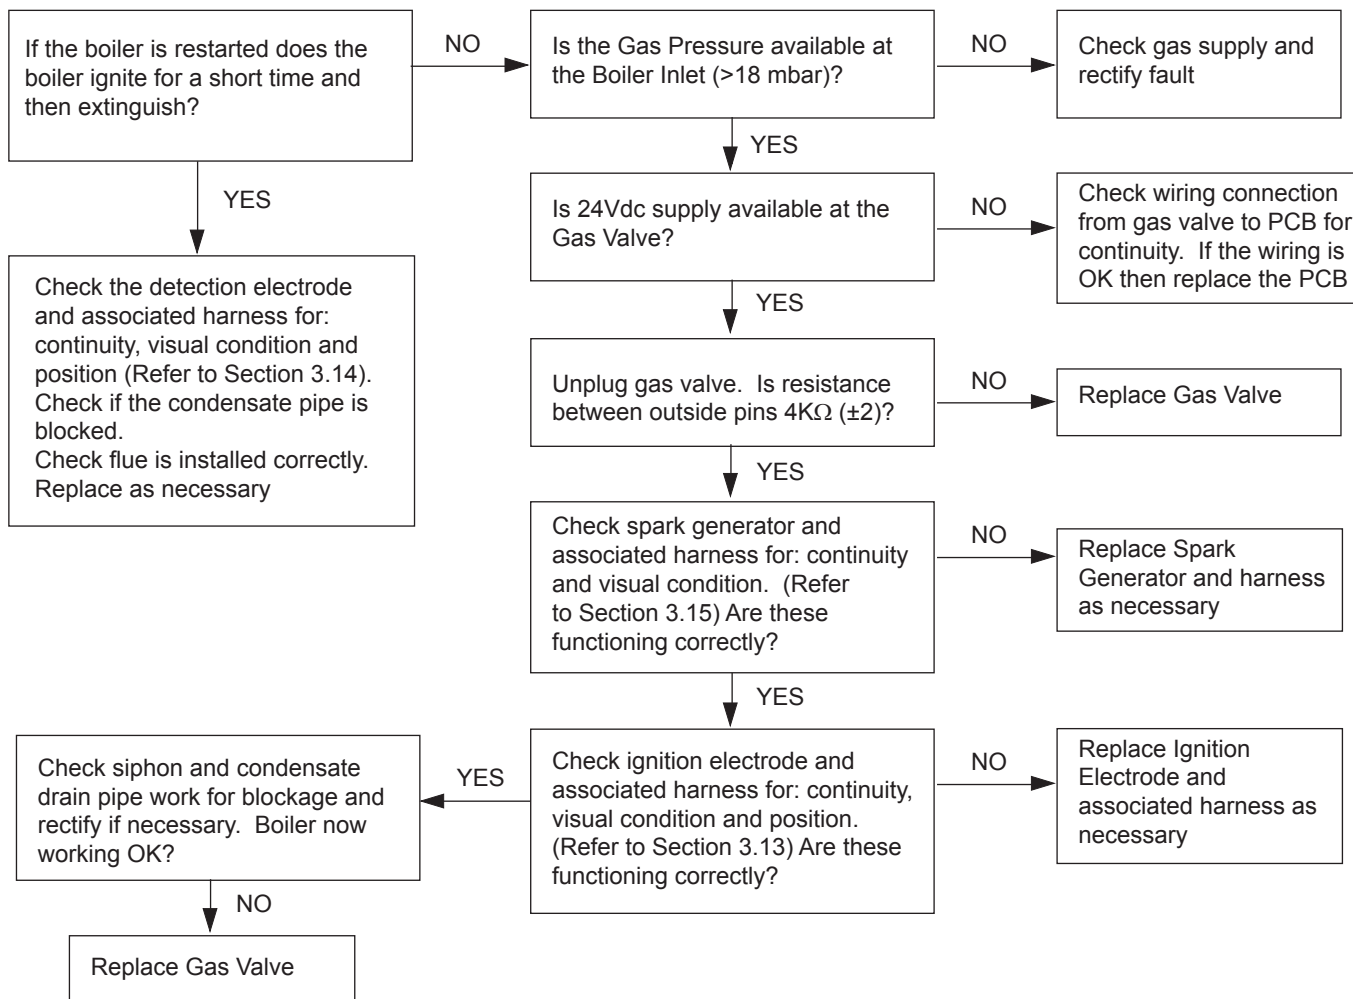 If the boiler is restarted does the
boiler ignite for a short time and
then extinguish?
NO
Is the Gas Pressure available at
the Boiler Inlet (>18 mbar)?
NO
Check gas supply and
rectify fault
YES
YES
Is 24Vdc supply available at the
Gas Valve?
NO
Check wiring connection
from gas valve to PCB for
continuity. If the wiring is
OK then replace the PCB
Check the detection electrode
and associated harness for:
continuity, visual condition and
position (Refer to Section 3.14).
Check if the condensate pipe is
blocked.
Check flue is installed correctly.
Replace as necessary
YES
Unplug gas valve. Is resistance
between outside pins 4KΩ (±2)?
NO
Replace Gas Valve
YES
Check spark generator and
associated harness for: continuity
and visual condition. (Refer
to Section 3.15) Are these
functioning correctly?
NO
Replace Spark
Generator and harness
as necessary
YES
Check ignition electrode and
associated harness for: continuity,
visual condition and position.
(Refer to Section 3.13) Are these
functioning correctly?
NO
Replace Ignition
Electrode and
associated harness as
necessary
YES
Check siphon and condensate
drain pipe work for blockage and
rectify if necessary. Boiler now
working OK?
NO
Replace Gas Valve